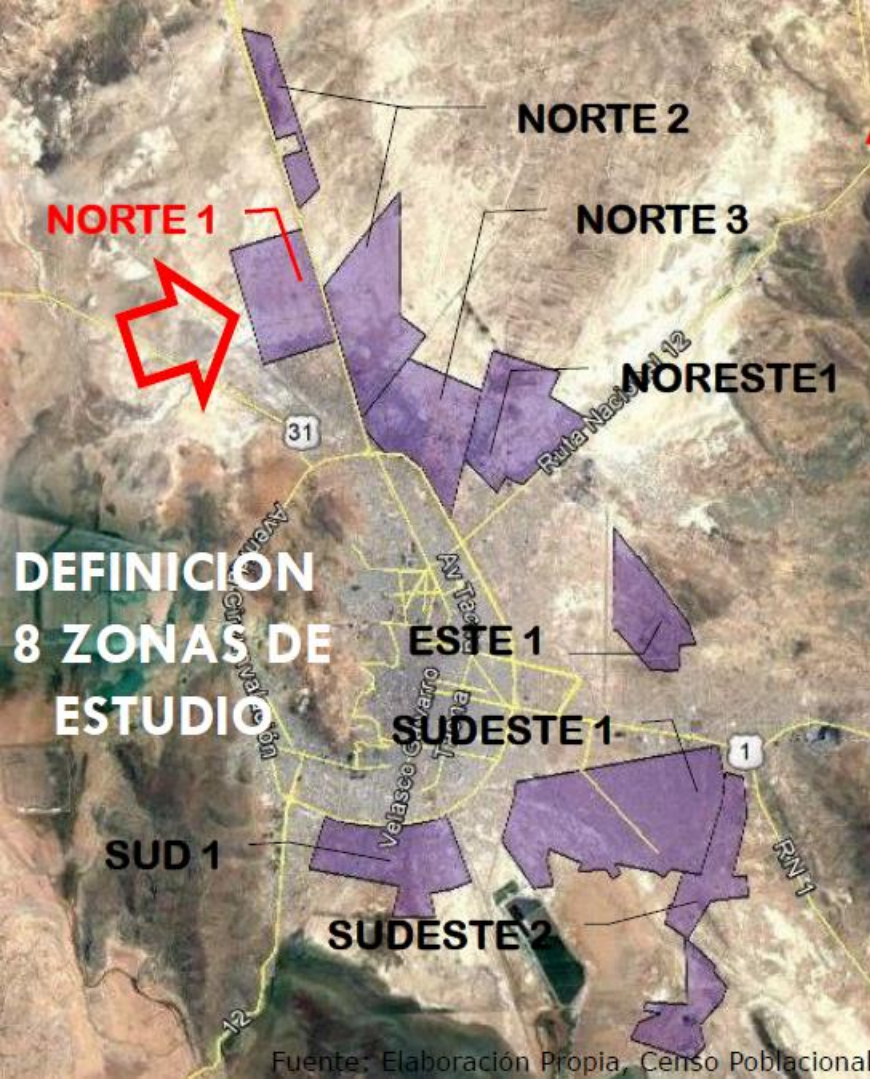 NORTE 2
NORTE 1
NORTE 3
NORESTE1
Ruta Nacional 12
31
DEFINICION
8 ZONAS DE
ESTUDIO
ESTE 1
SUDESTE 1
1
SUD 1
RN 1
SUDESTE 2
12
Fuente: Elaboración Propia, Censo Poblacional